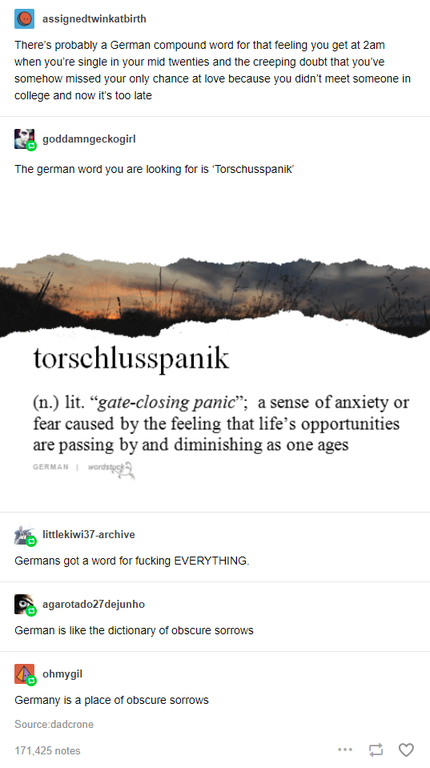 assignedtwinkatbirth
There's probably a German compound word for that feeling you get at 2am
when you're single in your mid twenties and the creeping doubt that you've
somehow missed your only chance at love because you didn't meet someone in
college and now it's too late
goddamngeckogirl
The german word you are looking for is 'Torschusspanik'
torschlusspanik
(n.) lit. "gate-closing panic"; a sense of anxiety or
fear caused by the feeling that life's opportunities
are passing by and diminishing as one ages
GERMAN | wordstuck
littlekiwi37-archive
Germans got a word for fucking EVERYTHING.
agarotado27dejunho
German is like the dictionary of obscure sorrows
ohmygil
Germany is a place of obscure sorrows
Source:dadcrone
171,425 notes